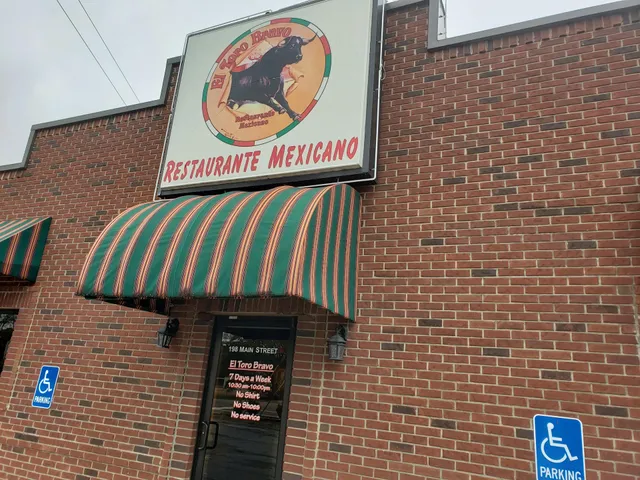 El Toro Bravo
Restaurante
Mexicano
RESTAURANTE MEXICANO
198 MAIN STREET
El Toro Bravo
7 Days a Week
10:30 am-10:00pm
No Shirt
No Shoes
No service
PARKING
PARKING